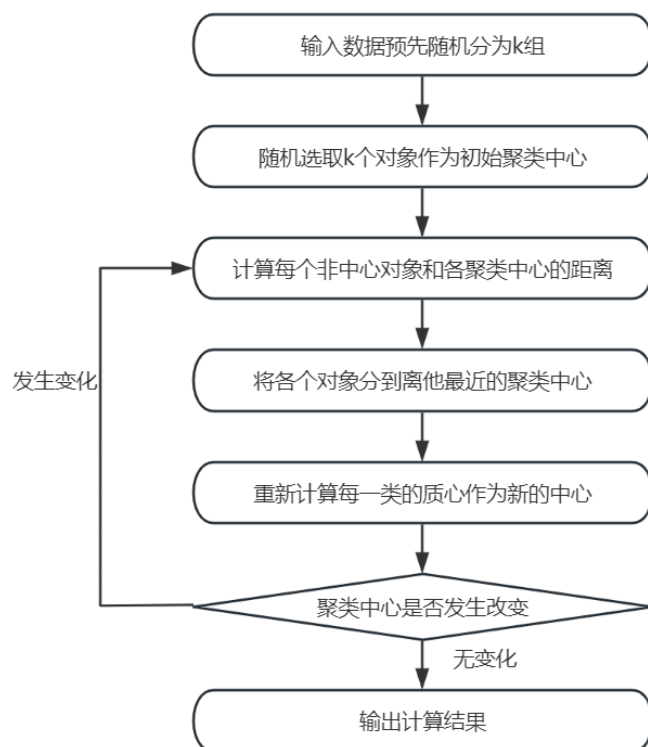 输入数据预先随机分为k组
随机选取k个对象作为初始聚类中心
计算每个非中心对象和各聚类中心的距离
发生变化
将各个对象分到离他最近的聚类中心
重新计算每一类的质心作为新的中心
聚类中心是否发生改变
无变化
输出计算结果